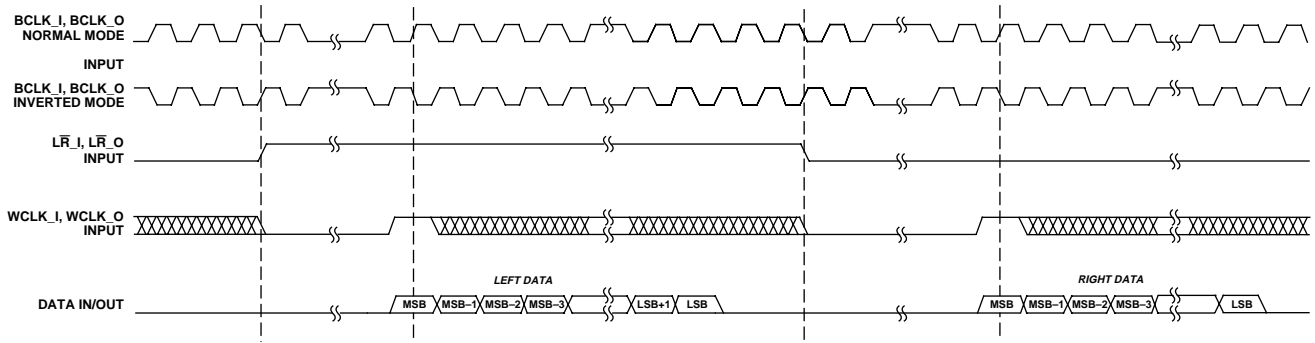 BCLK_I, BCLK_O
NORMAL MODE
INPUT
BCLK_I, BCLK_O
INVERTED MODE
LR̅_I, LR̅_O
INPUT
WCLK_I, WCLK_O
INPUT
LEFT DATA
RIGHT DATA
DATA IN/OUT
MSB MSB–1 MSB–2 MSB–3 LSB+1 LSB MSB MSB–1 MSB–2 MSB–3 LSB